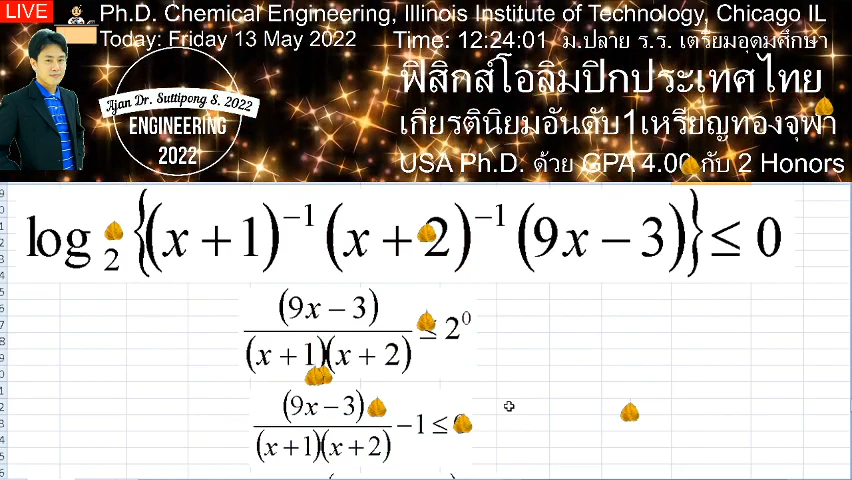 LIVE
Ph.D. Chemical Engineering, Illinois Institute of Technology, Chicago IL
Today: Friday 13 May 2022 Time: 12:24:01 ม.ปลาย ร.ร. เตรียมอุดมศึกษา
ฟิสิกส์โอลิมปิกประเทศไทย
Ajan Dr. Suttipong S. 2022
ENGINEERING
2022
เกียรตินิยมอันดับ1เหรียญทองจุฬา
USA Ph.D. ด้วย GPA 4.00 กับ 2 Honors
log₂{(x+1)⁻¹(x+2)⁻¹(9x−3)}≤0
(9x−3)
(x+1)(x+2) ≤ 2⁰
(9x−3)
(x+1)(x+2) −1≤0